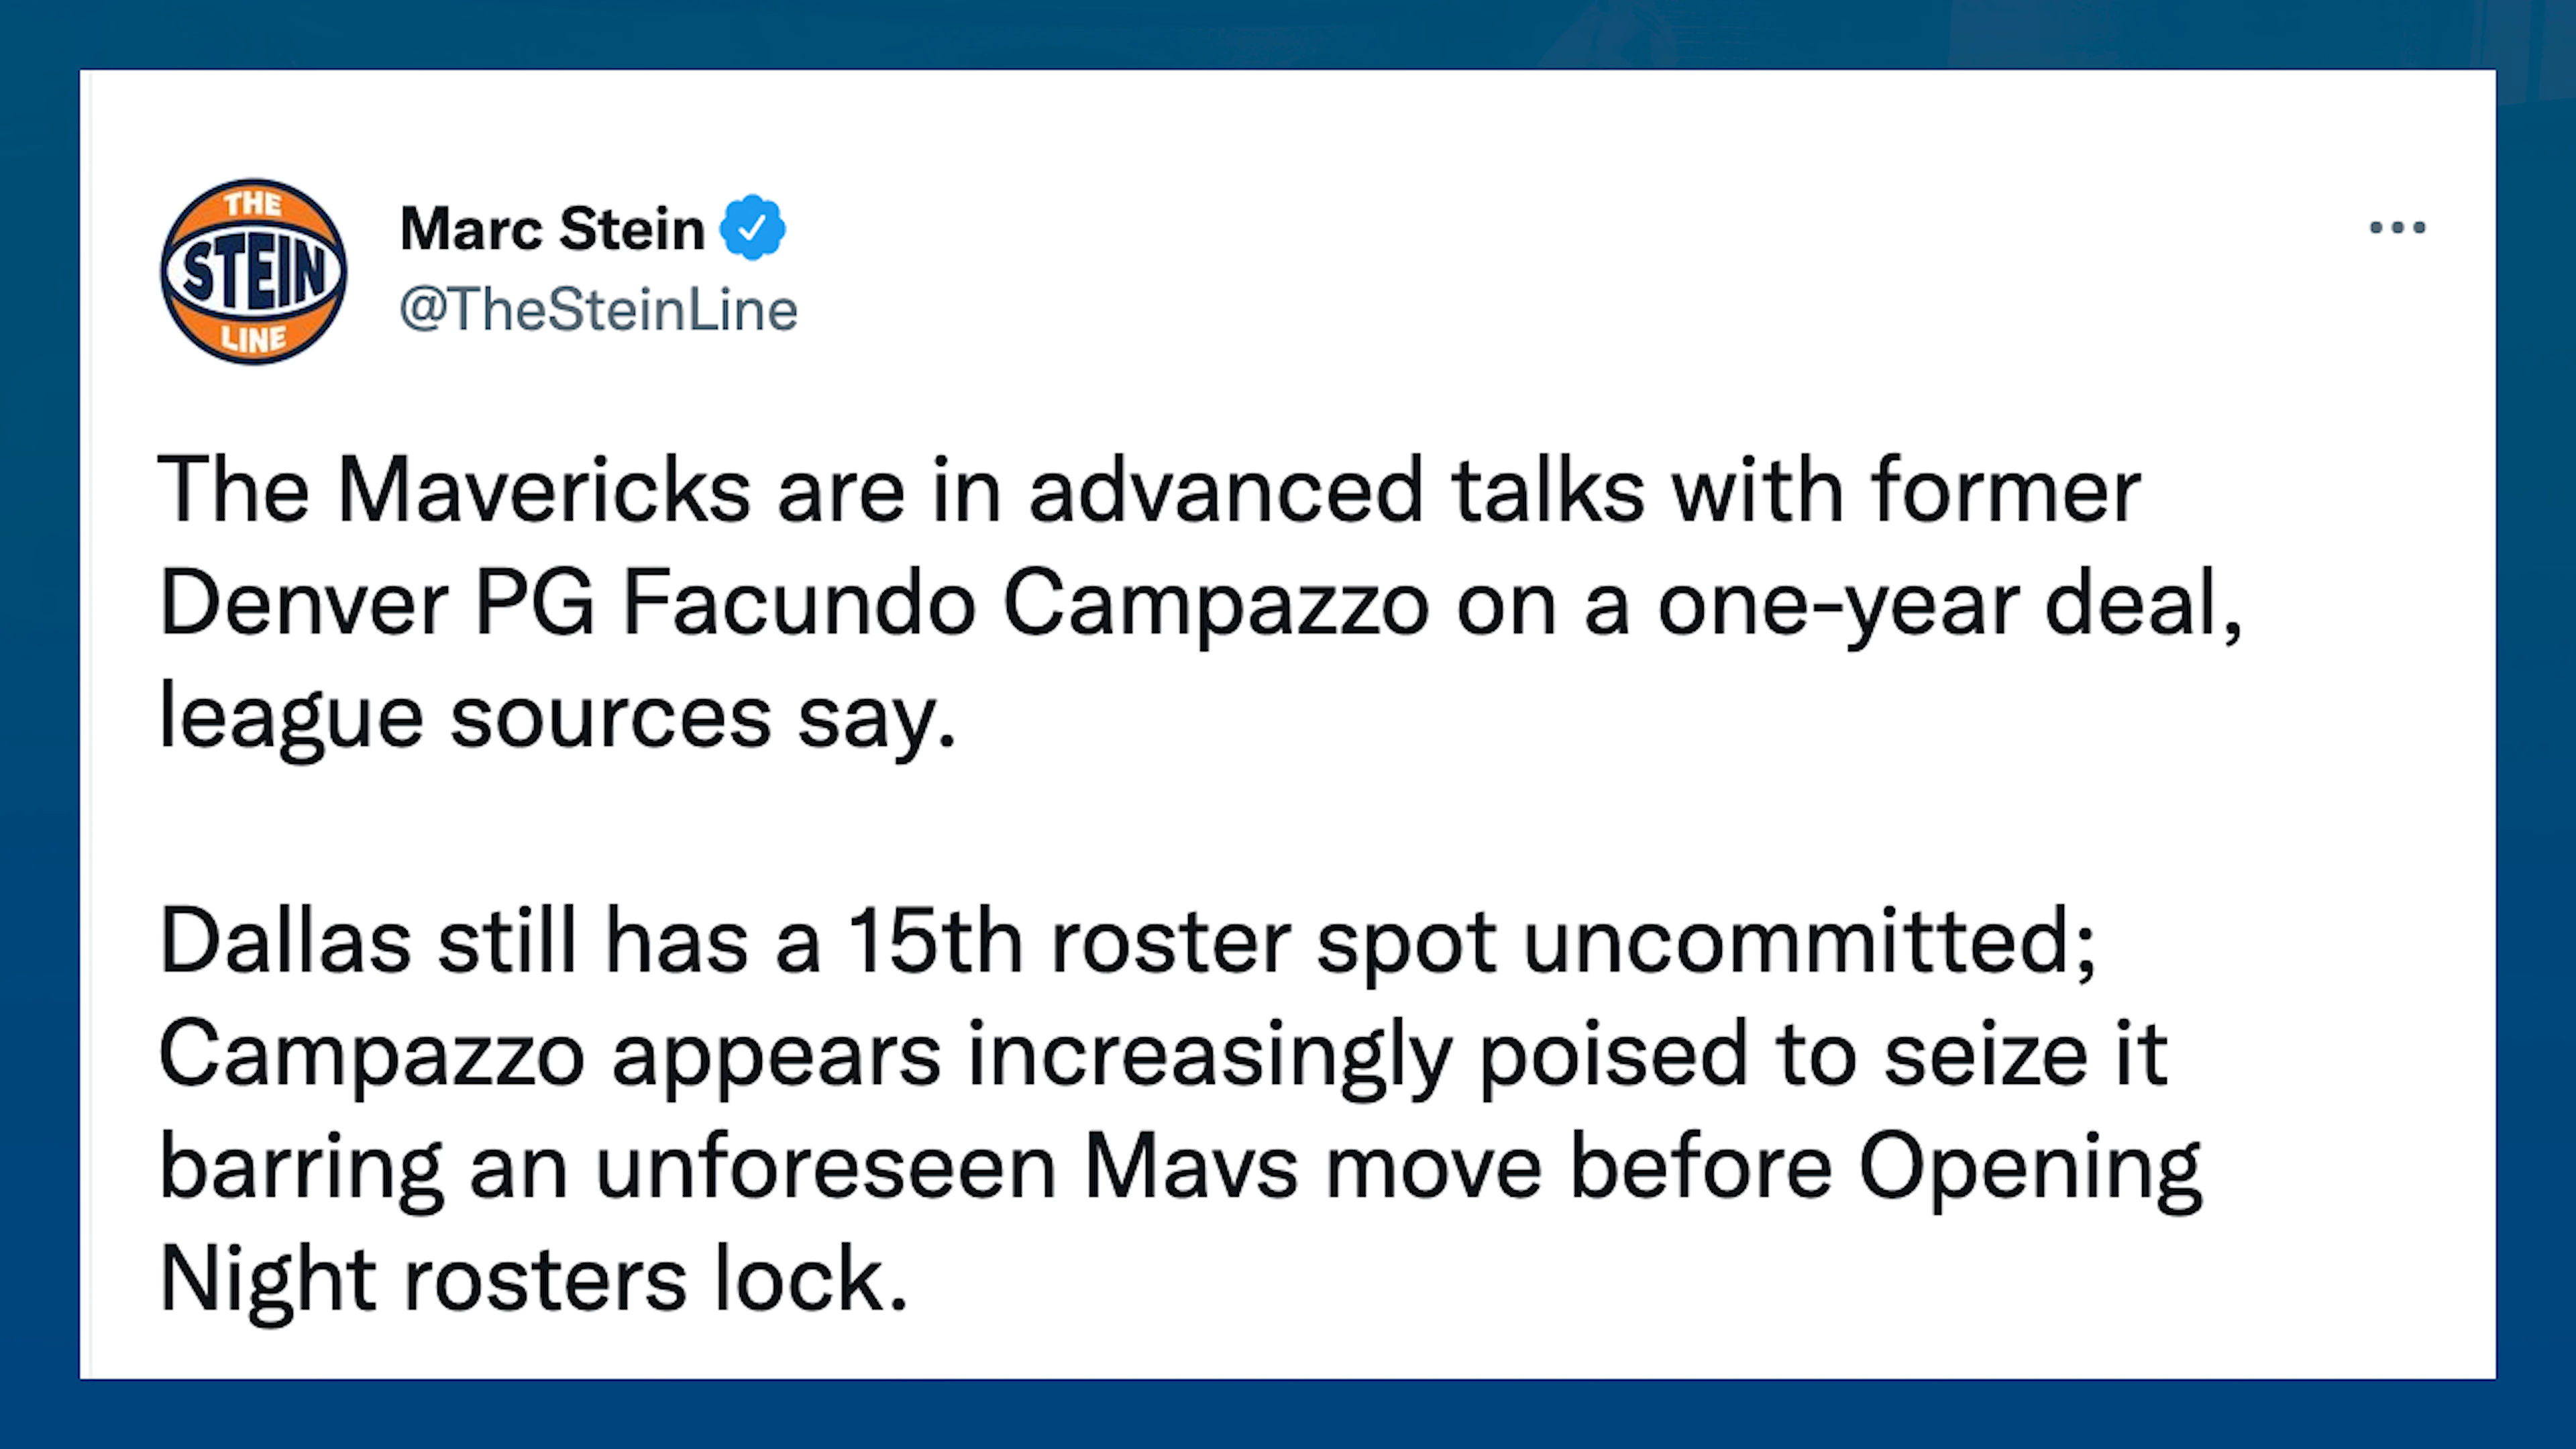 THE
STEIN
LINE
Marc Stein
@TheSteinLine
The Mavericks are in advanced talks with former
Denver PG Facundo Campazzo on a one-year deal,
league sources say.
Dallas still has a 15th roster spot uncommitted;
Campazzo appears increasingly poised to seize it
barring an unforeseen Mavs move before Opening
Night rosters lock.